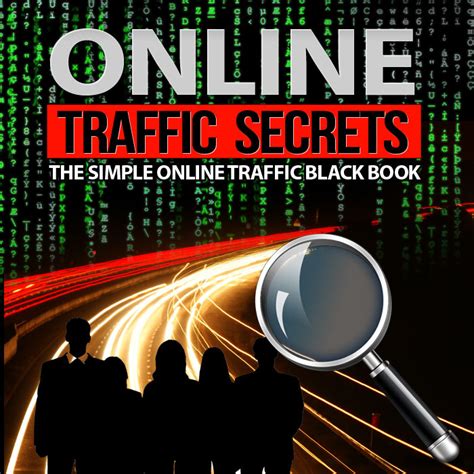 ONLINE
TRAFFIC SECRETS
THE SIMPLE ONLINE TRAFFIC BLACK BOOK